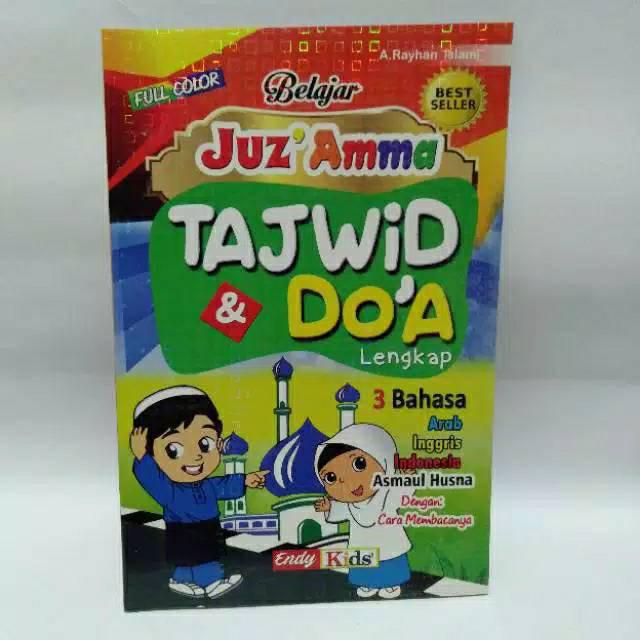 A.Rayhan
FULL COLOR
Belajar
BEST
SELLER
Juz' Amma
TAJWiD
& Do'A
Lengkap
3 Bahasa
Arab
Inggris
Indonesia
Asmaul Husna
Dengan:
Cara Membacanya
Endy Kids'